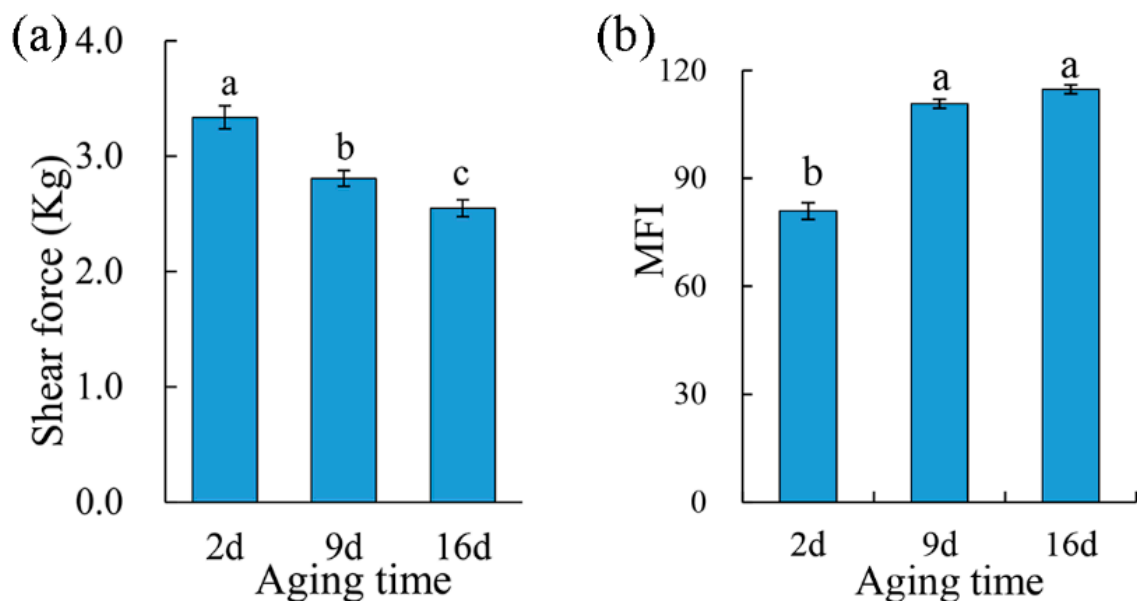 (a)
Shear force (Kg)
4.0
3.0
2.0
1.0
0.0
a
b
c
2d 9d 16d
Aging time
(b)
MFI
120
90
60
30
0
b
a
a
2d 9d 16d
Aging time